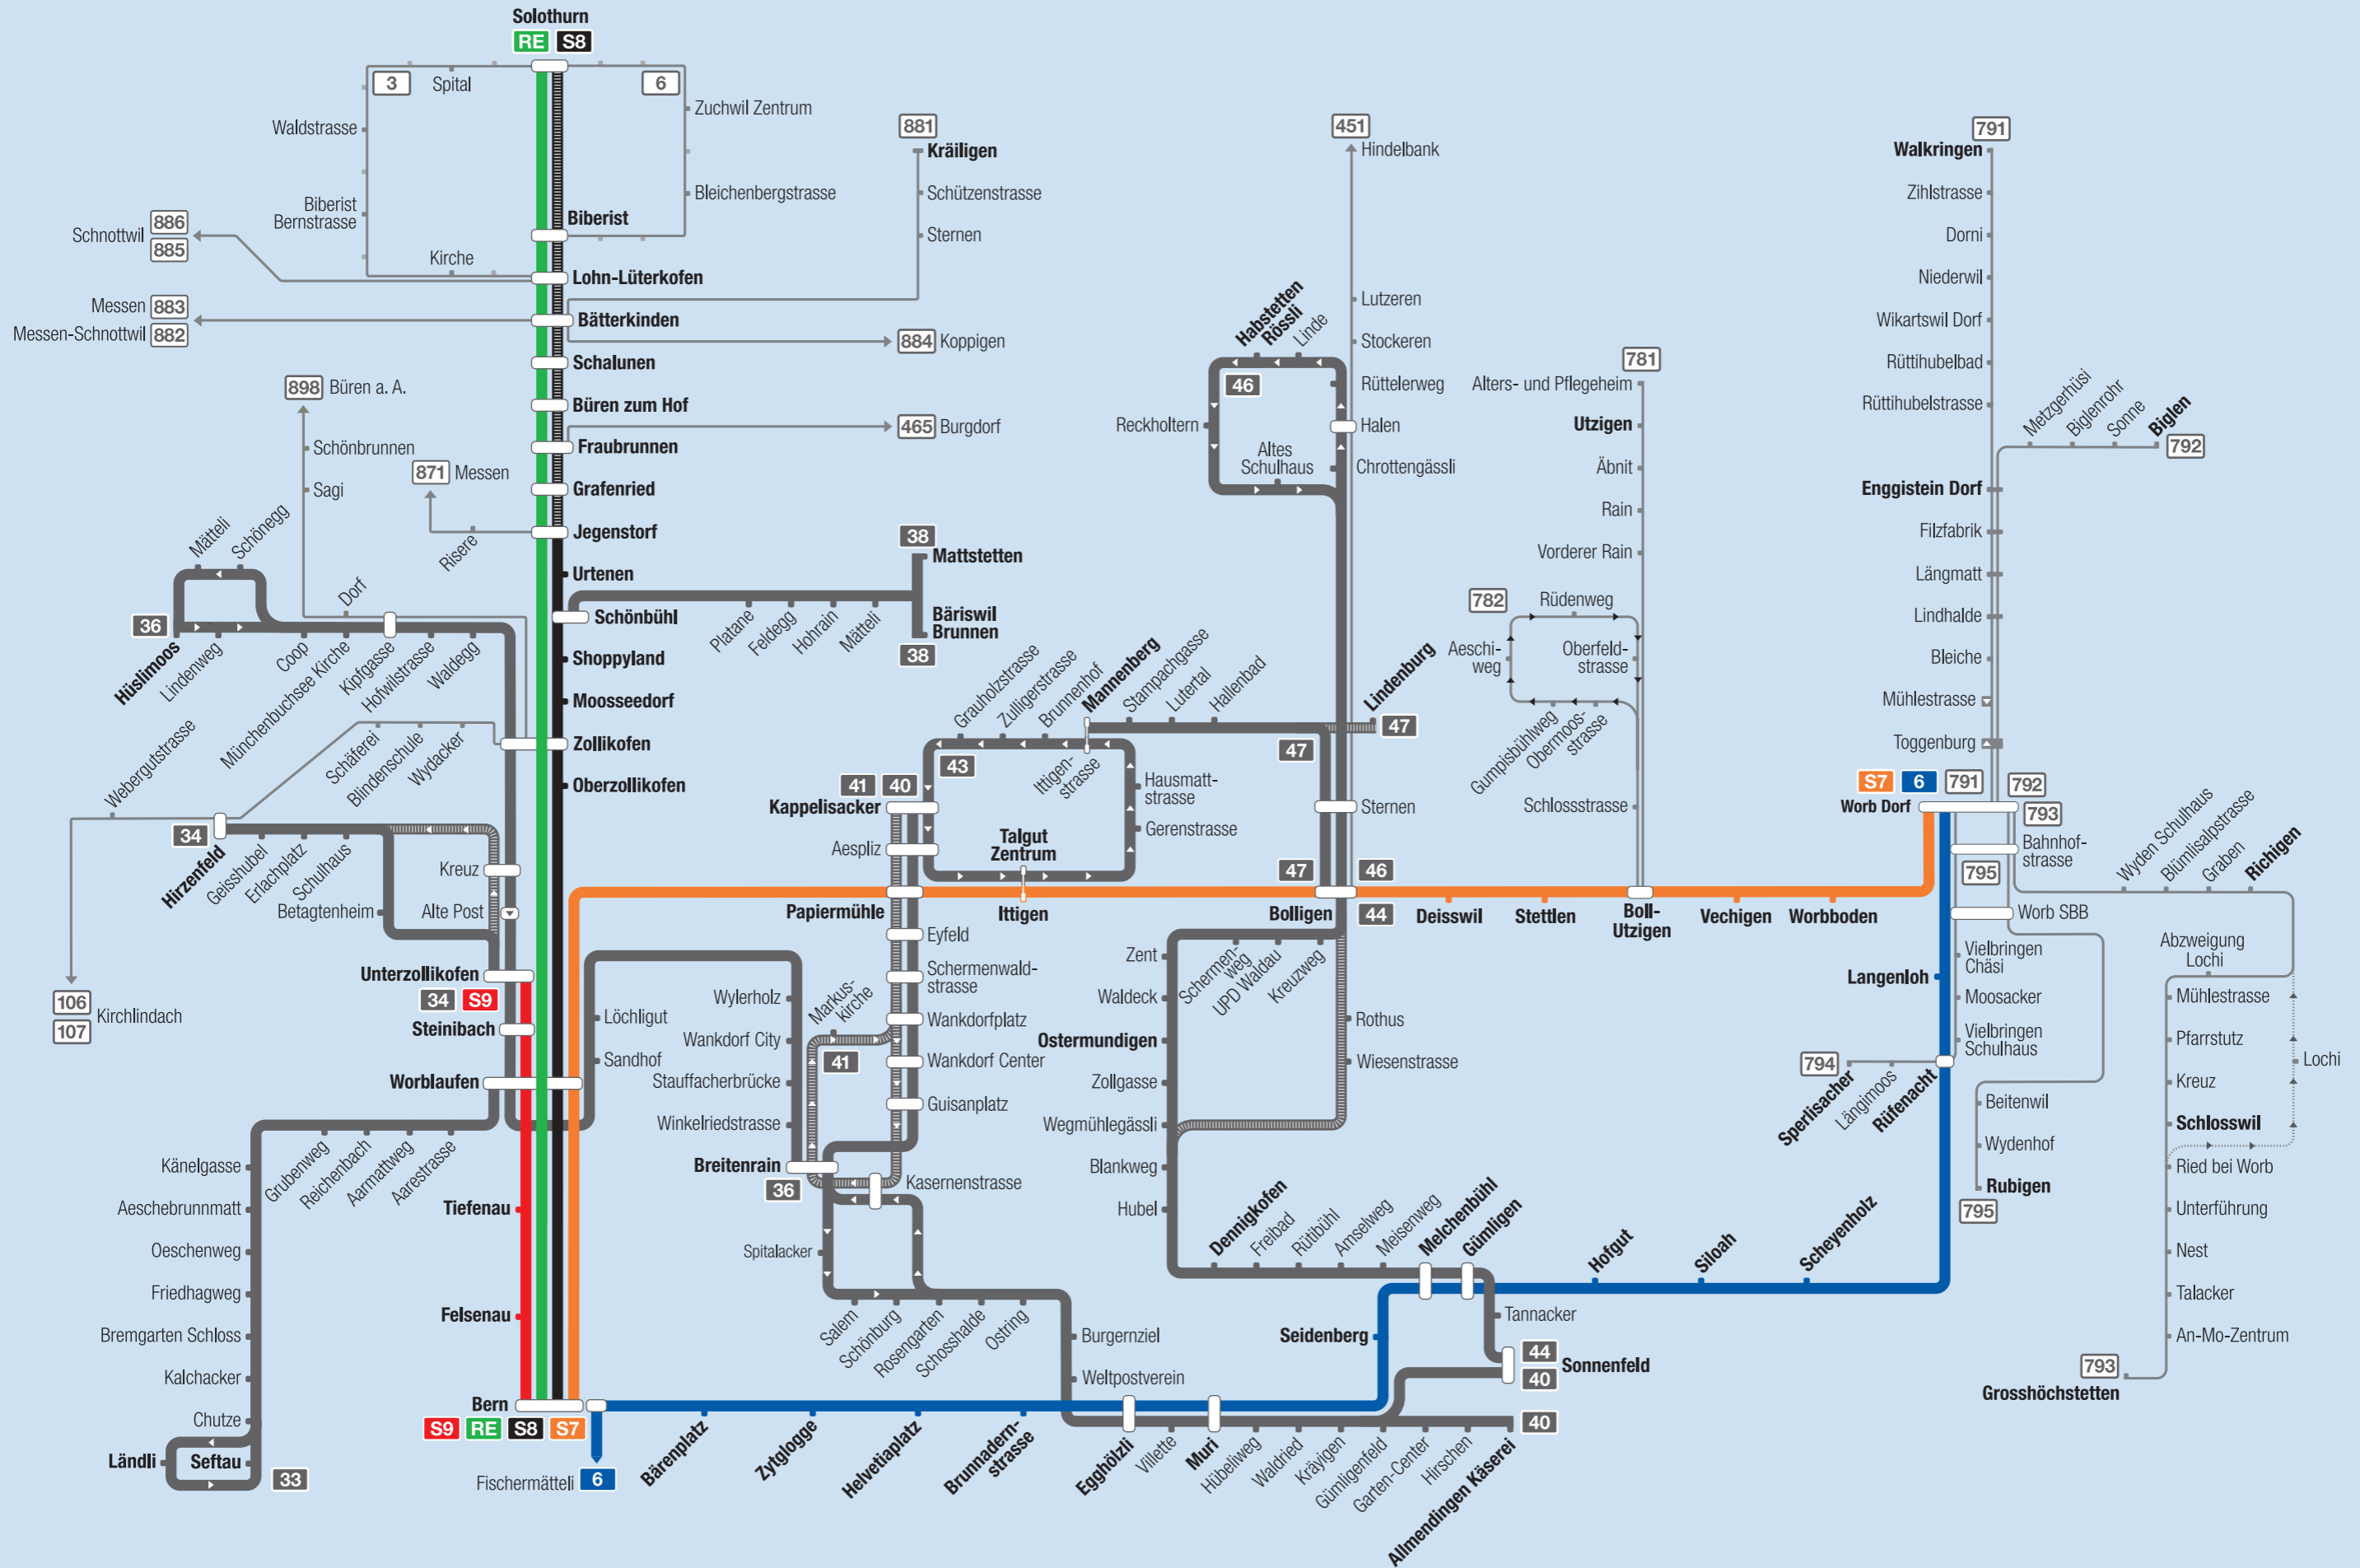 Solothurn
RE S8
3
Spital
6
Waldstrasse
Zuchwil Zentrum
Biberist
Bernstrasse
Bleichenbergstrasse
Biberist
Kirche
Lohn-Lüterkofen
886
Schnottwil
885
Messen 883
Messen-Schnottwil 882
Bätterkinden
881
Kräiligen
Schützenstrasse
Sternen
884 Koppigen
Schalunen
Büren zum Hof
465 Burgdorf
Fraubrunnen
Grafenried
Jegenstorf
898 Büren a. A.
Schönbrunnen
Sagi
871 Messen
Risere
Urtenen
Schönbühl
Shoppyland
Moosseedorf
Zollikofen
Oberzollikofen
38
Mattstetten
Bäriswil
Brunnen
38
Platane
Feldegg
Hohrain
Mätteli
Mätteli
Schönegg
Dorf
36
Hüslimoos
Lindenweg
Coop
Münchenbuchsee Kirche
Kipfgasse
Hofwilstrasse
Waldegg
Webergutstrasse
Schäferei
Blindenschule
Wydacker
34
Hirzenfeld
Geisshubel
Erlachplatz
Schulhaus
Betagtenheim
Kreuz
Alte Post
Unterzollikofen
34 S9
106
Kirchlindach
107
Steinibach
Worblaufen
Löchligut
Sandhof
Känelgasse
Aeschebrunnmatt
Oeschenweg
Friedhagweg
Bremgarten Schloss
Kalchacker
Chutze
Ländli
Seftau
33
Grubenweg
Reichenbach
Aarmattweg
Aarestrasse
Tiefenau
Felsenau
Bern
S9 RE S8 S7
Fischermätteli 6
Bärenplatz
Zytglogge
Helvetiaplatz
Brunnadern-
strasse
Egghölzli
Villette
Muri
Hübeliweg
Waldried
Kräyigen
Gümligenfeld
Garten-Center
Hirschen
Allmendingen Käserei
40
Wylerholz
Wankdorf City
Stauffacherbrücke
Winkelriedstrasse
Breitenrain
36
Markus-
kirche
41
Kasernenstrasse
Spitalacker
Salem
Schönburg
Rosengarten
Schosshalde
Ostring
Burgernziel
Weltpostverein
41 40
Kappelisacker
Aespliz
Papiermühle
Eyfeld
Schermenwald-
strasse
Wankdorfplatz
Wankdorf Center
Guisanplatz
43
Grauholzstrasse
Zulligerstrasse
Brunnenhof
Mannenberg
Stampachgasse
Lutertal
Hallenbad
Ittigen-
strasse
Hausmatt-
strasse
Gerenstrasse
Talgut
Zentrum
Ittigen
Lindenburg
47
47
Sternen
47
46
Bolligen
44
451
Hindelbank
Lutzeren
Stockeren
Rüttelerweg
Halen
Chrottengässli
Habstetten
Rössli
Linde
46
Reckholtern
Altes
Schulhaus
Zent
Waldeck
Ostermundigen
Zollgasse
Wegmühlegässli
Blankweg
Hubel
Schermen-
weg
UPD Waldau
Kreuzweg
Rothus
Wiesenstrasse
Dennigkofen
Freibad
Rütibühl
Amselweg
Meisenweg
Melchenbühl
Gümligen
Tannacker
44
Sonnenfeld
40
Seidenberg
Hofgut
Siloah
Scheyenholz
Deisswil
Stettlen
Boll-
Utzigen
Vechigen
Worbboden
781
Alters- und Pflegeheim
Utzigen
Äbnit
Rain
Vorderer Rain
782
Rüdenweg
Aeschi-
weg
Oberfeld-
strasse
Gumpisbühlweg
Obermoos-
strasse
Schlossstrasse
791
Walkringen
Zihlstrasse
Dorni
Niederwil
Wikartswil Dorf
Rüttihubelbad
Rüttihubelstrasse
Metzgerhüsi
Biglenrohr
Sonne
Biglen
792
Enggistein Dorf
Filzfabrik
Längmatt
Lindhalde
Bleiche
Mühlestrasse
Toggenburg
S7 6 791 792
Worb Dorf
793
Bahnhof-
strasse
795
Worb SBB
Wyden Schulhaus
Blümlisalpstrasse
Graben
Richigen
Vielbringen
Chäsi
Langenloh
Moosacker
Vielbringen
Schulhaus
794
Sperlisacher
Längimoos
Rüfenacht
Beitenwil
Wydenhof
Rubigen
795
Abzweigung
Lochi
Mühlestrasse
Pfarrstutz
Lochi
Kreuz
Schlosswil
Ried bei Worb
Unterführung
Nest
Talacker
An-Mo-Zentrum
793
Grosshöchstetten